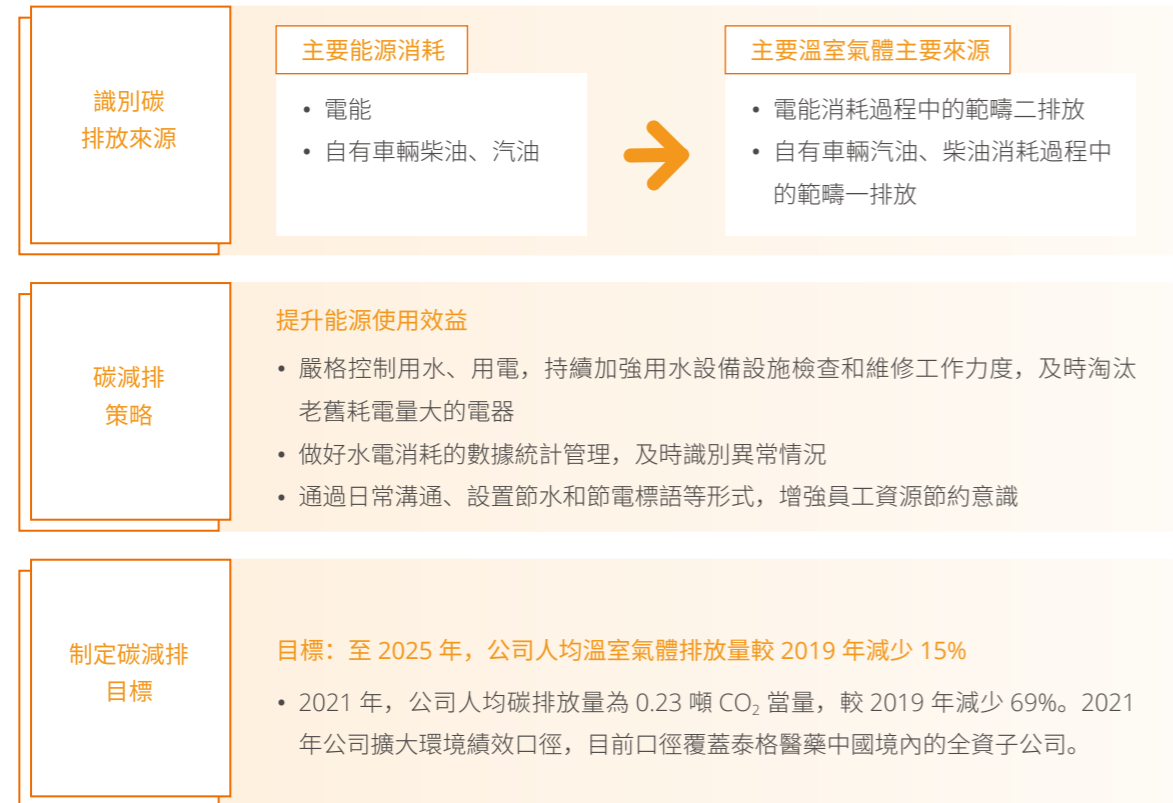 識別碳
排放來源
主要能源消耗
• 電能
• 自有車輛柴油、汽油
主要溫室氣體主要來源
• 電能消耗過程中的範疇二排放
• 自有車輛汽油、柴油消耗過程中
的範疇一排放
碳減排
策略
提升能源使用效益
• 嚴格控制用水、用電，持續加強用水設備設施檢查和維修工作力度，及時淘汰
老舊耗電量大的電器
• 做好水電消耗的數據統計管理，及時識別異常情況
• 通過日常溝通、設置節水和節電標語等形式，增強員工資源節約意識
制定碳減排
目標
目標：至 2025 年，公司人均溫室氣體排放量較 2019 年減少 15%
• 2021 年，公司人均碳排放量為 0.23 噸 CO₂ 當量，較 2019 年減少 69%。2021
年公司擴大環境績效口徑，目前口徑覆蓋泰格醫藥中國境內的全資子公司。